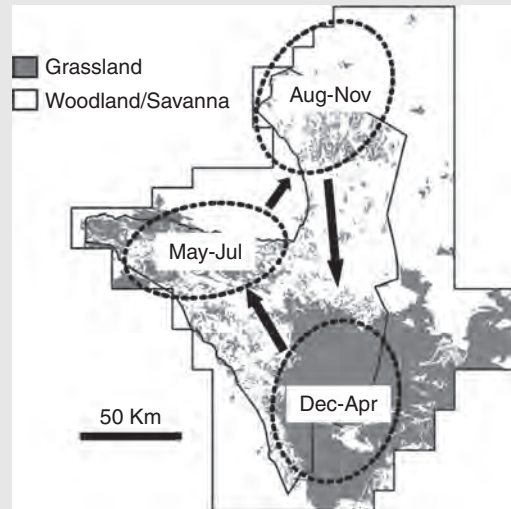 Grassland
Woodland/Savanna
Aug-Nov
May-Jul
Dec-Apr
50 Km